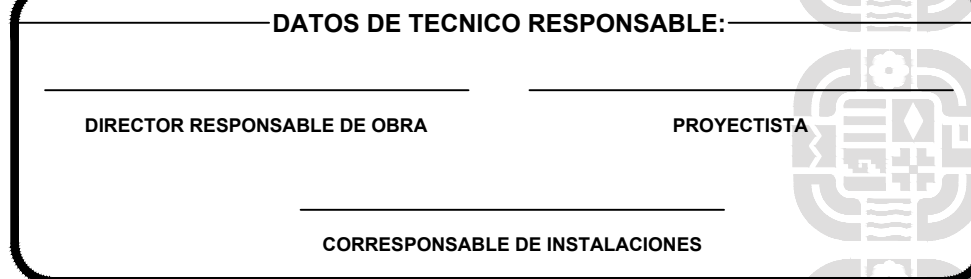 DATOS DE TECNICO RESPONSABLE:
DIRECTOR RESPONSABLE DE OBRA
PROYECTISTA
CORRESPONSABLE DE INSTALACIONES